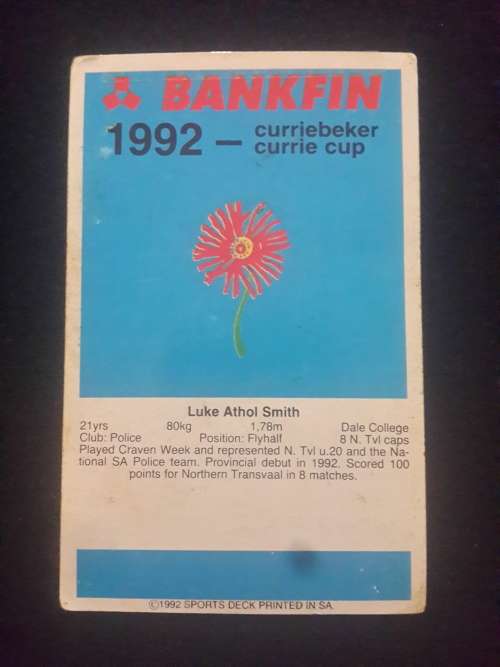 BANKFIN
1992 – curriebeker
currie cup
Luke Athol Smith
21yrs 80kg 1,78m Dale College
Club: Police Position: Flyhalf 8 N. Tvl caps
Played Craven Week and represented N. Tvl u.20 and the Na-
tional SA Police team. Provincial debut in 1992. Scored 100
points for Northern Transvaal in 8 matches.
©1992 SPORTS DECK PRINTED IN SA